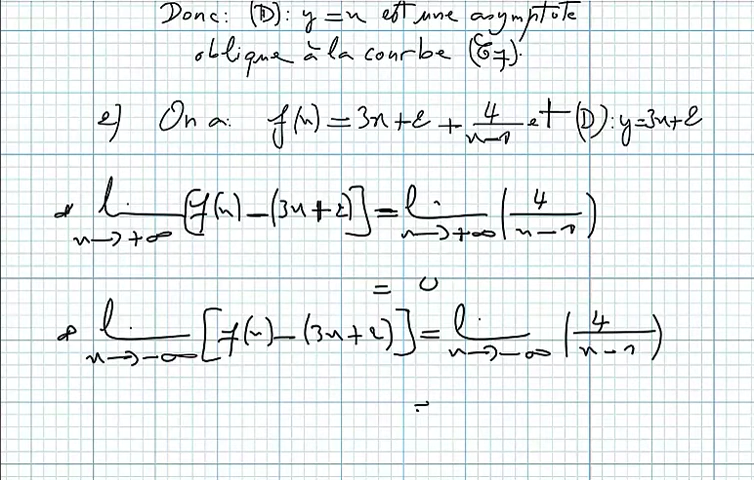 Donc: (D): y = x est une asymptote
oblique à la courbe (Cf).
2) On a: f(x) = 3x+2 + 4/(x-1) et (D): y=3x+2
lim x→+∞ [f(x) - (3x+2)] = lim x→+∞ (4/(x-1))
= 0
lim x→-∞ [f(x) - (3x+2)] = lim x→-∞ (4/(x-1))
=